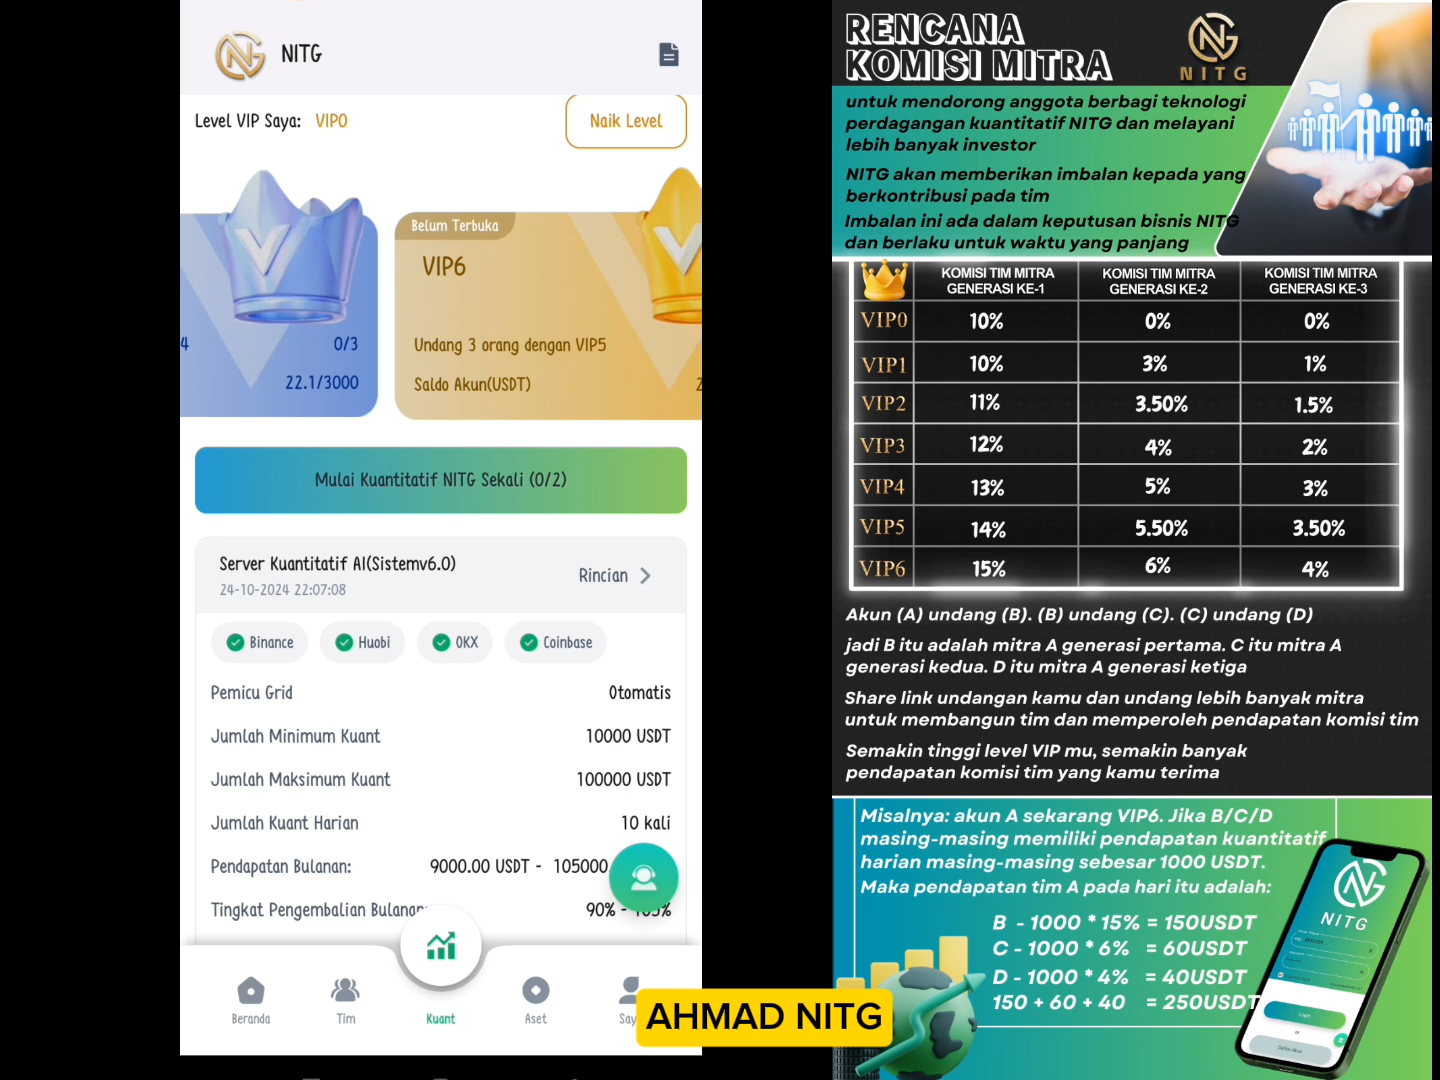 NITG
Level VIP Saya: VIP0
Naik Level
4 0/3
22.1/3000
Belum Terbuka
VIP6
Undang 3 orang dengan VIP5
Saldo Akun(USDT) 2
Mulai Kuantitatif NITG Sekali (0/2)
Server Kuantitatif AI(Sistemv6.0)
24-10-2024 22:07:08
Rincian
Binance Huobi OKX Coinbase
Pemicu Grid Otomatis
Jumlah Minimum Kuant 10000 USDT
Jumlah Maksimum Kuant 100000 USDT
Jumlah Kuant Harian 10 kali
Pendapatan Bulanan: 9000.00 USDT - 105000
Tingkat Pengembalian Bulanan: 90% - 105%
Beranda Tim Kuant Aset Say
AHMAD NITG
RENCANA
KOMISI MITRA
NITG
untuk mendorong anggota berbagi teknologi
perdagangan kuantitatif NITG dan melayani
lebih banyak investor
NITG akan memberikan imbalan kepada yang
berkontribusi pada tim
Imbalan ini ada dalam keputusan bisnis NITG
dan berlaku untuk waktu yang panjang
KOMISI TIM MITRA GENERASI KE-1 KOMISI TIM MITRA GENERASI KE-2 KOMISI TIM MITRA GENERASI KE-3
VIP0 10% 0% 0%
VIP1 10% 3% 1%
VIP2 11% 3.50% 1.5%
VIP3 12% 4% 2%
VIP4 13% 5% 3%
VIP5 14% 5.50% 3.50%
VIP6 15% 6% 4%
Akun (A) undang (B). (B) undang (C). (C) undang (D)
jadi B itu adalah mitra A generasi pertama. C itu mitra A
generasi kedua. D itu mitra A generasi ketiga
Share link undangan kamu dan undang lebih banyak mitra
untuk membangun tim dan memperoleh pendapatan komisi tim
Semakin tinggi level VIP mu, semakin banyak
pendapatan komisi tim yang kamu terima
Misalnya: akun A sekarang VIP6. Jika B/C/D
masing-masing memiliki pendapatan kuantitatif
harian masing-masing sebesar 1000 USDT.
Maka pendapatan tim A pada hari itu adalah:
B - 1000 * 15% = 150USDT
C - 1000 * 6% = 60USDT
D - 1000 * 4% = 40USDT
150 + 60 + 40 = 250USDT
NITG
Login